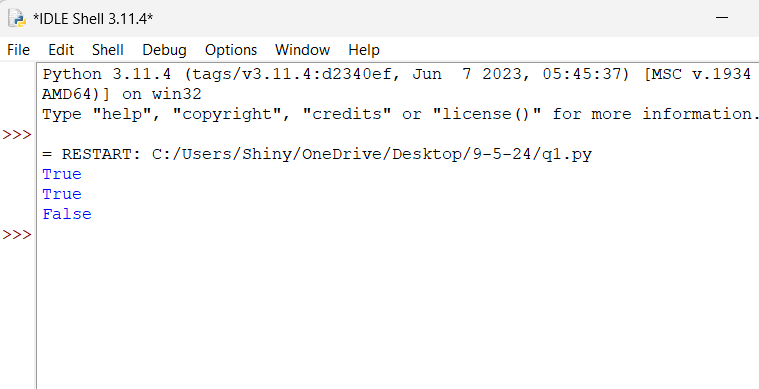 *IDLE Shell 3.11.4*
File Edit Shell Debug Options Window Help
Python 3.11.4 (tags/v3.11.4:d2340ef, Jun  7 2023, 05:45:37) [MSC v.1934
AMD64)] on win32
Type "help", "copyright", "credits" or "license()" for more information.
>>>
= RESTART: C:/Users/Shiny/OneDrive/Desktop/9-5-24/q1.py
True
True
False
>>>